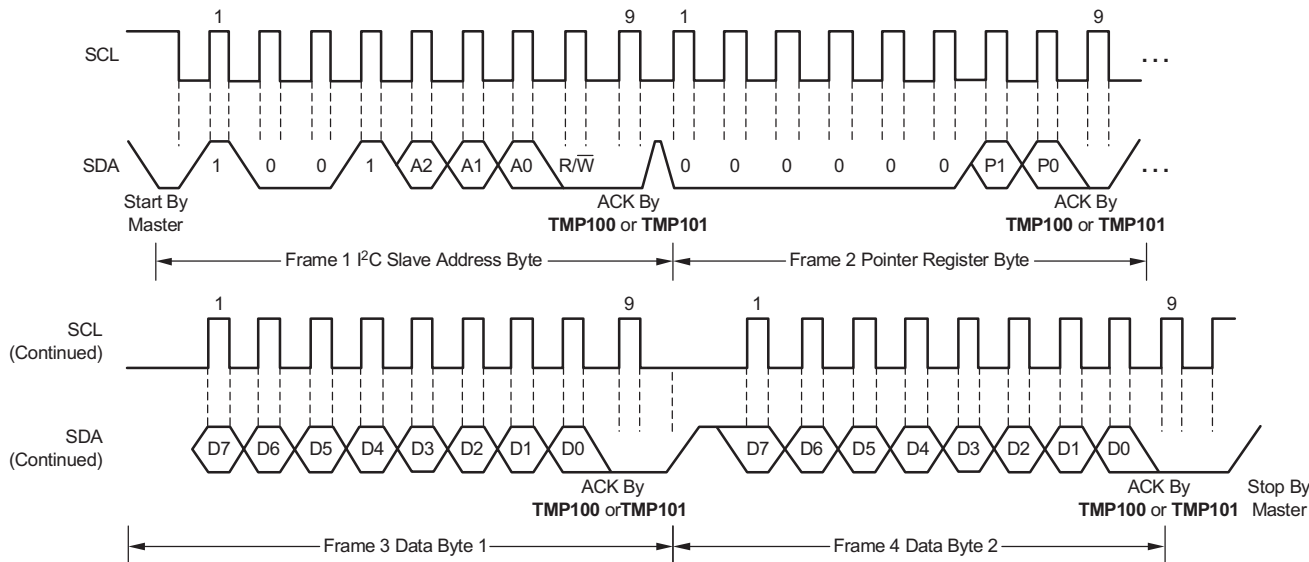 1 9 1 9
SCL ...
SDA 1 0 0 1 A2 A1 A0 R/W̅ 0 0 0 0 0 0 P1 P0 ...
Start By Master
ACK By TMP100 or TMP101
ACK By TMP100 or TMP101
Frame 1 I²C Slave Address Byte
Frame 2 Pointer Register Byte
1 9 1 9
SCL
(Continued)
SDA
(Continued)
D7 D6 D5 D4 D3 D2 D1 D0 D7 D6 D5 D4 D3 D2 D1 D0
ACK By
TMP100 orTMP101
ACK By
TMP100 or TMP101
Stop By
Master
Frame 3 Data Byte 1
Frame 4 Data Byte 2